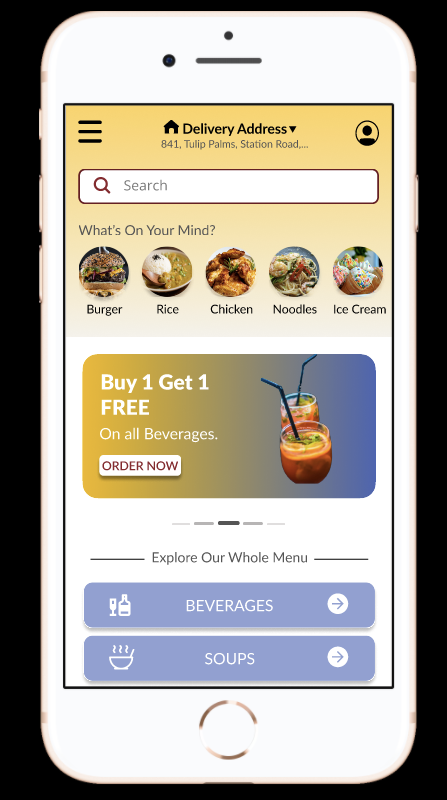 Delivery Address
841, Tulip Palms, Station Road,...
Search
What's On Your Mind?
Burger Rice Chicken Noodles Ice Cream
Buy 1 Get 1
FREE
On all Beverages.
ORDER NOW
Explore Our Whole Menu
BEVERAGES
SOUPS